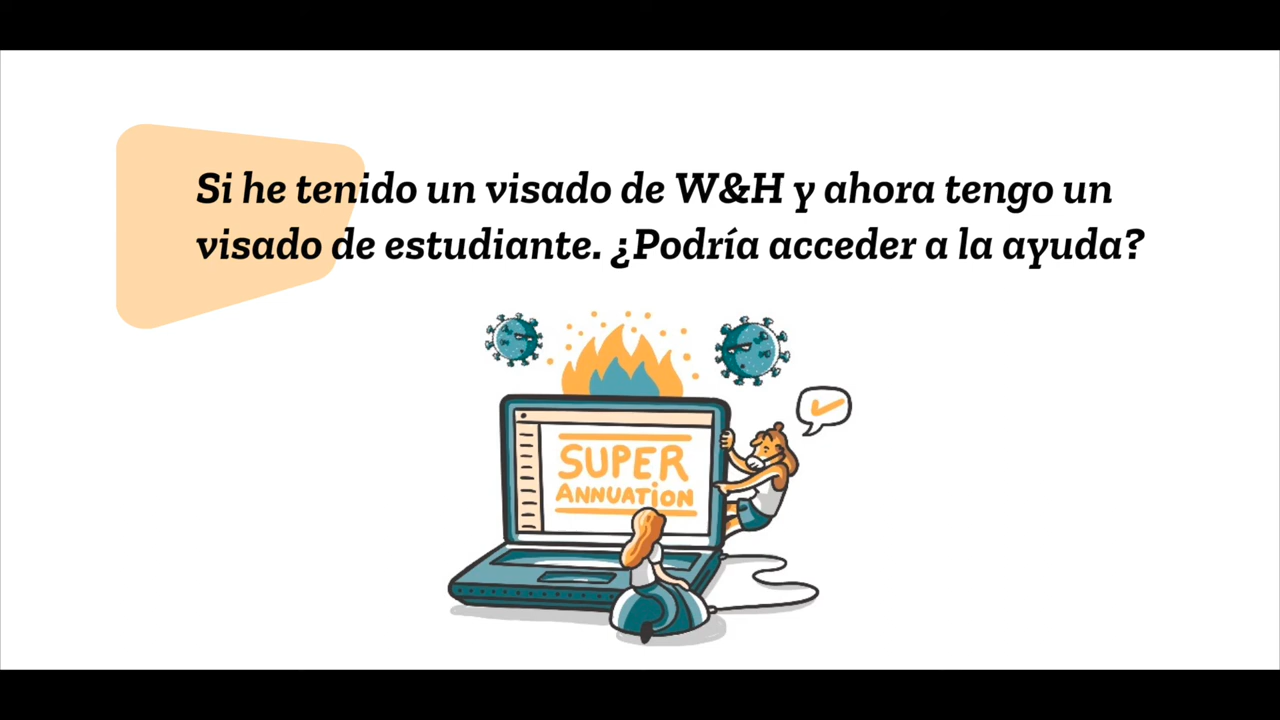 Si he tenido un visado de W&H y ahora tengo un
visado de estudiante. ¿Podría acceder a la ayuda?
SUPER
ANNUATiON